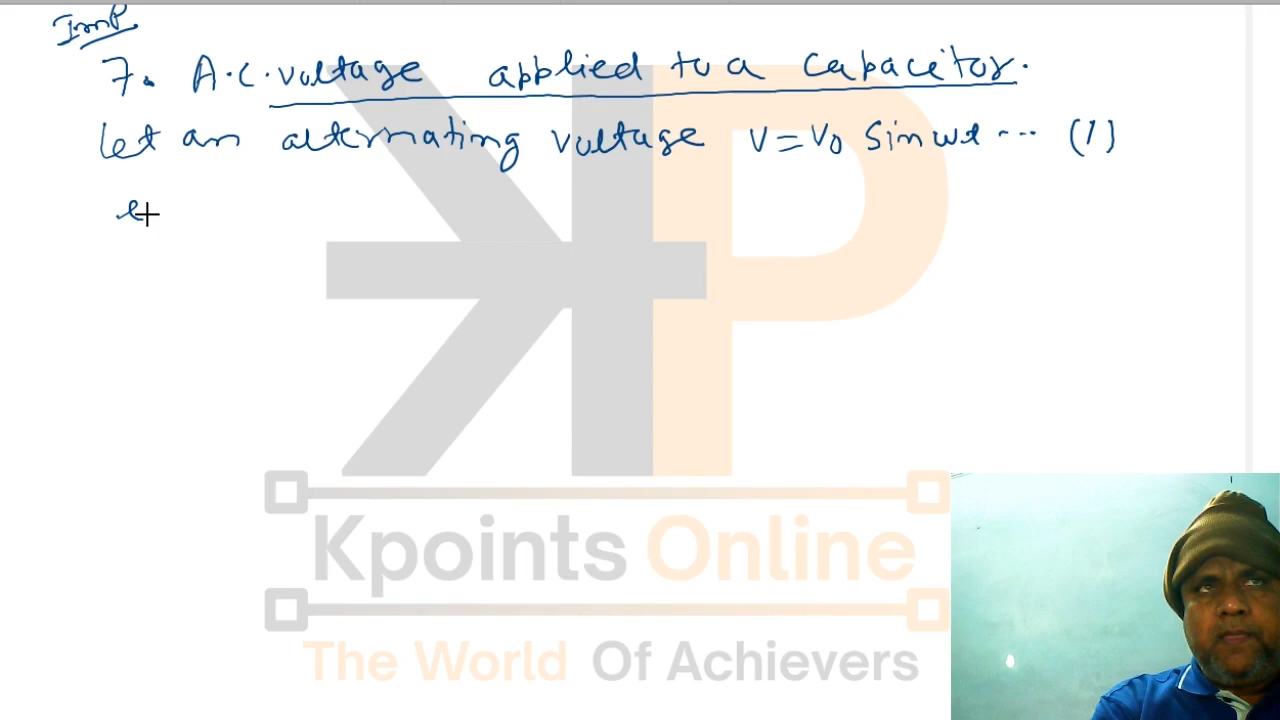 Imp
7. A.C. voltage applied to a capacitor.
Let an alternating voltage V = V0 Sin wt --- (1)
Kpoints Online
The World Of Achievers